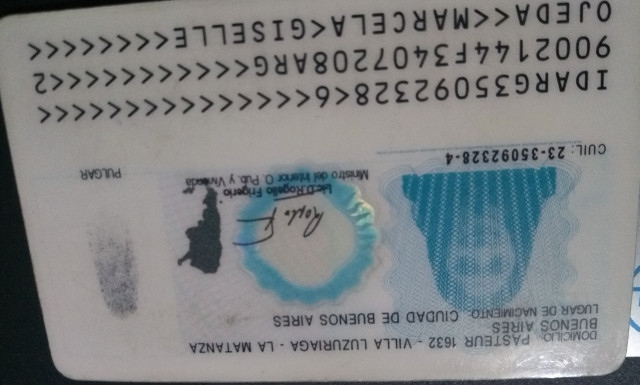 DOMICILIO: PASTEUR 1632 - VILLA LUZURIAGA - LA MATANZA
BUENOS AIRES
LUGAR DE NACIMIENTO: CIUDAD DE BUENOS AIRES
Lic. D. Rogelio Frigerio
Ministro del Interior O. Pub. y Vivienda
PULGAR
CUIL: 23-35092328-4
IDARG35092328<6<<<<<<<<<<<<<<<
9002144F3407208ARG<<<<<<<<<<<2
OJEDA<<MARCELA<GISELLE<<<<<<<<